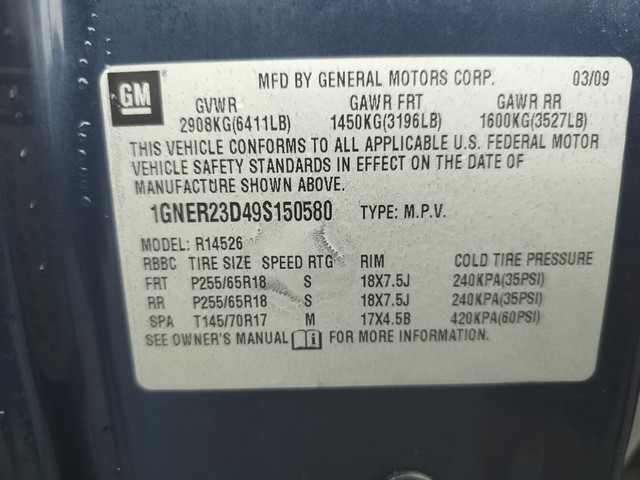 GM
MFD BY GENERAL MOTORS CORP. 03/09
GVWR GAWR FRT GAWR RR
2908KG(6411LB) 1450KG(3196LB) 1600KG(3527LB)
THIS VEHICLE CONFORMS TO ALL APPLICABLE U.S. FEDERAL MOTOR
VEHICLE SAFETY STANDARDS IN EFFECT ON THE DATE OF
MANUFACTURE SHOWN ABOVE.
1GNER23D49S150580 TYPE: M.P.V.
MODEL: R14526
RBBC TIRE SIZE SPEED RTG RIM COLD TIRE PRESSURE
FRT P255/65R18 S 18X7.5J 240KPA(35PSI)
RR P255/65R18 S 18X7.5J 240KPA(35PSI)
SPA T145/70R17 M 17X4.5B 420KPA(60PSI)
SEE OWNER'S MANUAL i FOR MORE INFORMATION.